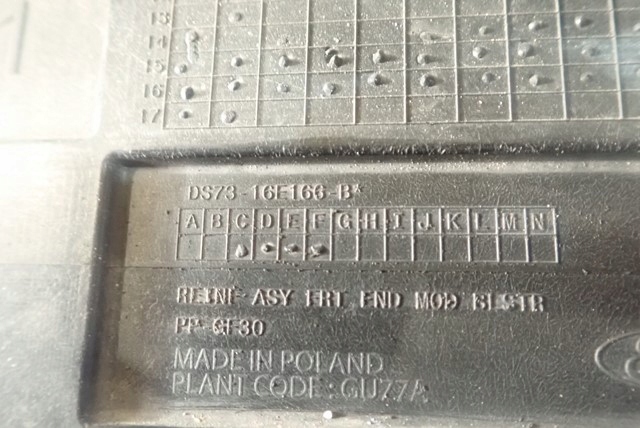 13
14
15
16
17
DS73-16E166-B*
A B C D E F G H I J K L M N
REINF ASY FRT END MOD BLSTR
PP-GF30
MADE IN POLAND
PLANT CODE : GU77A